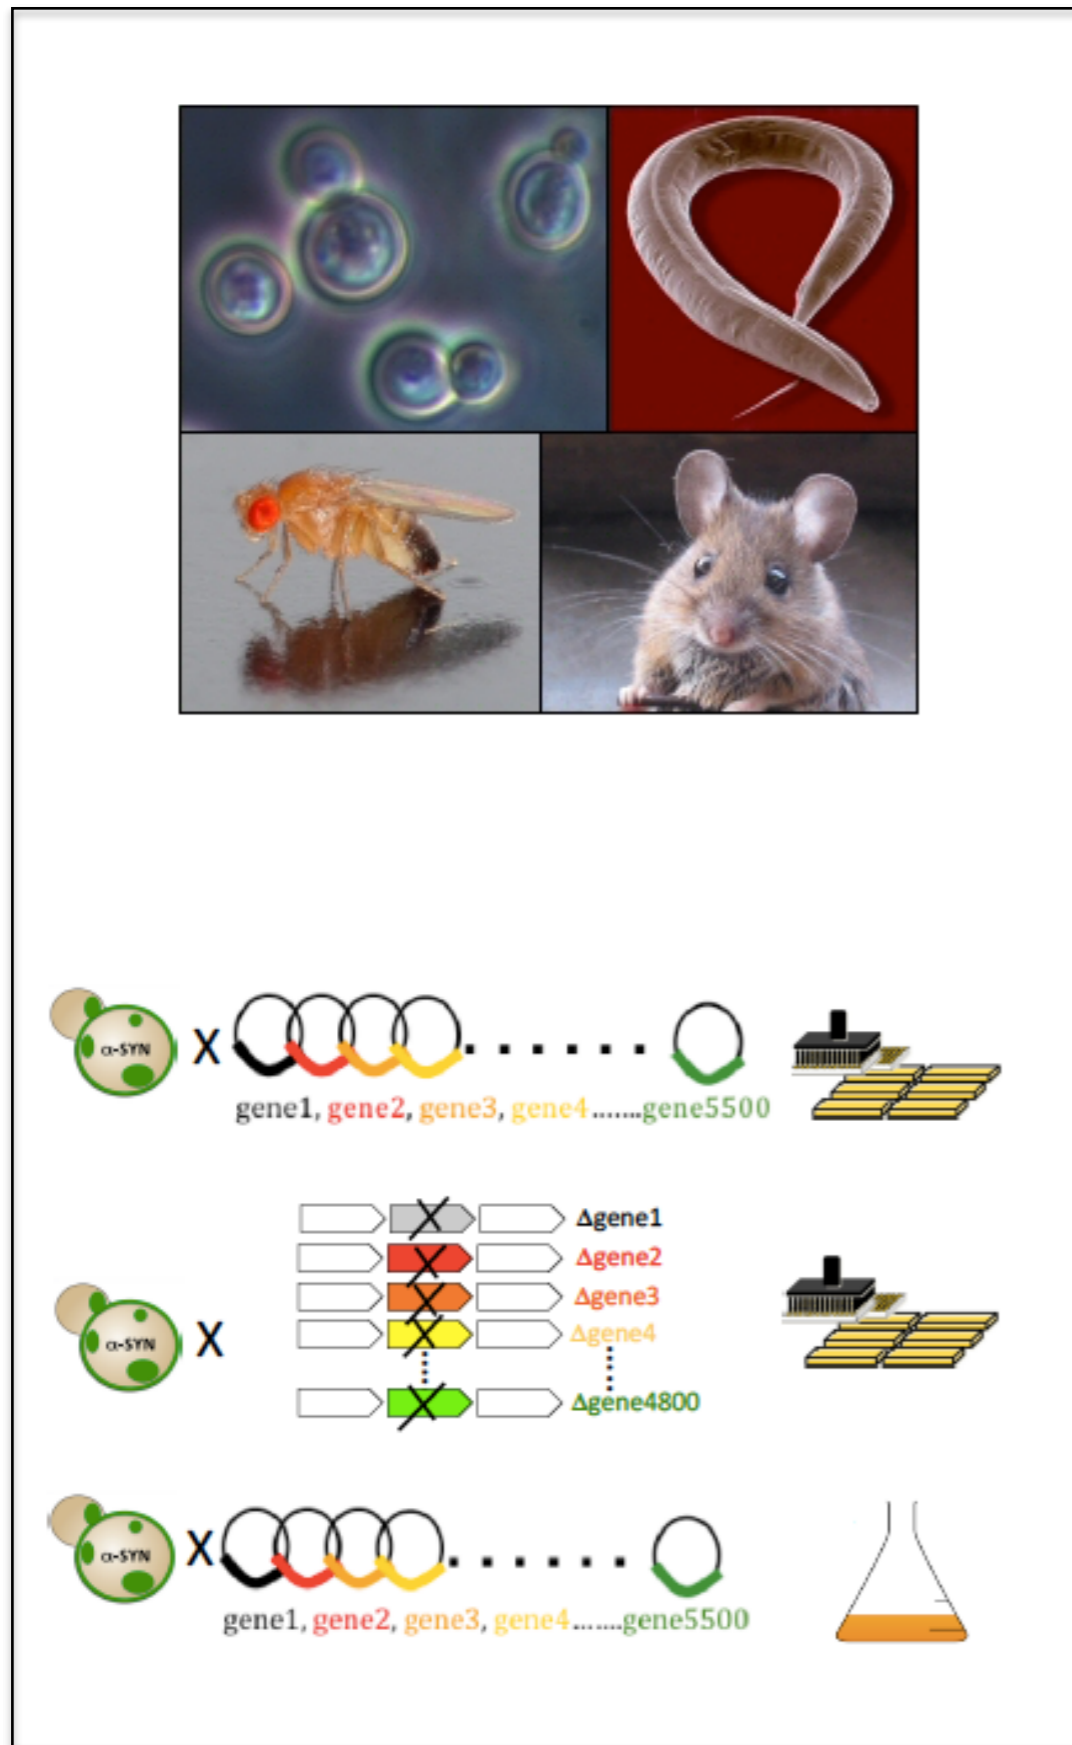 α-SYN X
gene1, gene2, gene3, gene4.......gene5500
Δgene1
Δgene2
Δgene3
α-SYN X
Δgene4
Δgene4800
α-SYN X
gene1, gene2, gene3, gene4.......gene5500